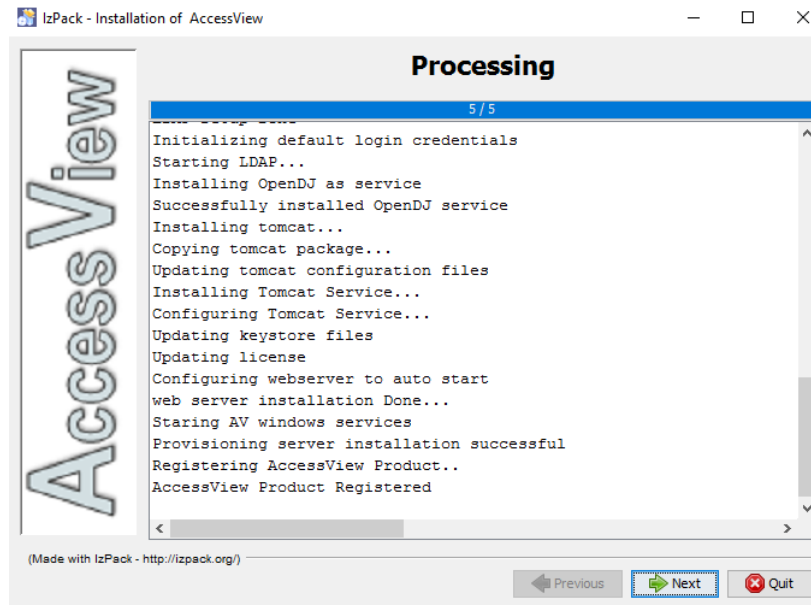 IzPack - Installation of AccessView
Access View
Processing
5 / 5
Initializing default login credentials
Starting LDAP...
Installing OpenDJ as service
Successfully installed OpenDJ service
Installing tomcat...
Copying tomcat package...
Updating tomcat configuration files
Installing Tomcat Service...
Configuring Tomcat Service...
Updating keystore files
Updating license
Configuring webserver to auto start
web server installation Done...
Staring AV windows services
Provisioning server installation successful
Registering AccessView Product..
AccessView Product Registered
(Made with IzPack - http://izpack.org/)
Previous
Next
Quit